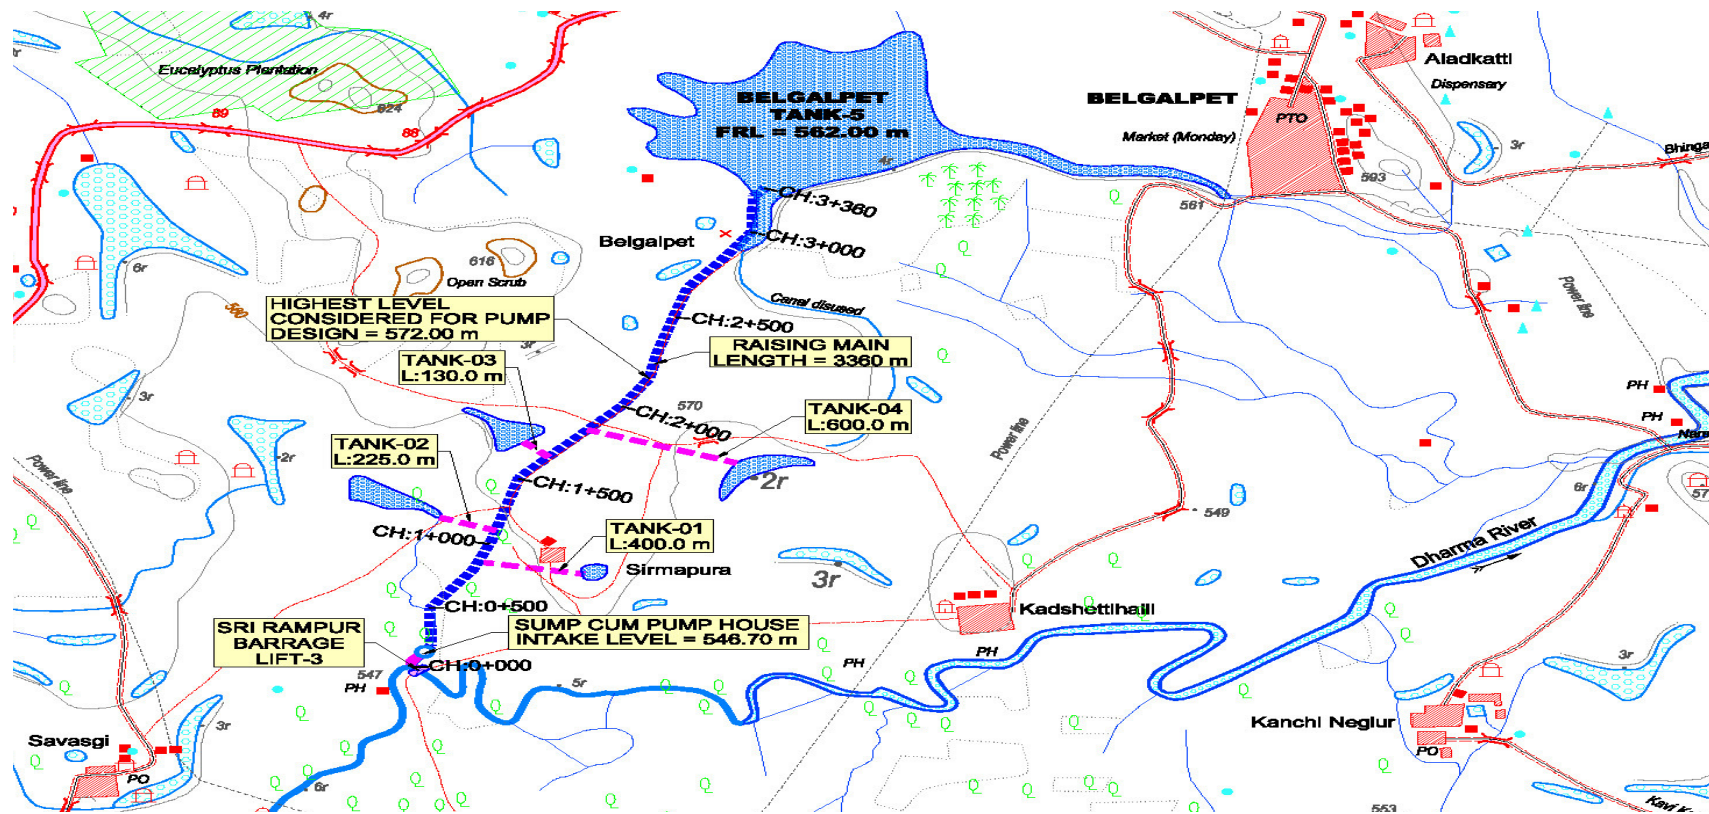 4r
Eucalyptus Plantation
624
89
88
BELGALPET
TANK-5
FRL = 562.00 m
4r
BELGALPET
Market (Monday)
PTO
Aladkatti
Dispensary
3r
593
561
CH:3+360
CH:3+000
Belgalpet
616
Open Scrub
6r
Canal disused
Power line
HIGHEST LEVEL
CONSIDERED FOR PUMP
DESIGN = 572.00 m
CH:2+500
RAISING MAIN
LENGTH = 3360 m
3r
TANK-03
L:130.0 m
3r
570
CH:2+000
TANK-04
L:600.0 m
PH
PH
TANK-02
L:225.0 m
2r
Power line
Power line
2r
CH:1+500
6r
549
CH:1+000
TANK-01
L:400.0 m
Sirmapura
3r
Dharma River
CH:0+500
Kadshettihalli
SRI RAMPUR
BARRAGE
LIFT-3
SUMP CUM PUMP HOUSE
INTAKE LEVEL = 546.70 m
CH:0+000
547
PH
5r
PH
PH
3r
3r
Savasgi
PO
6r
Kanchi Neglur
PO
553